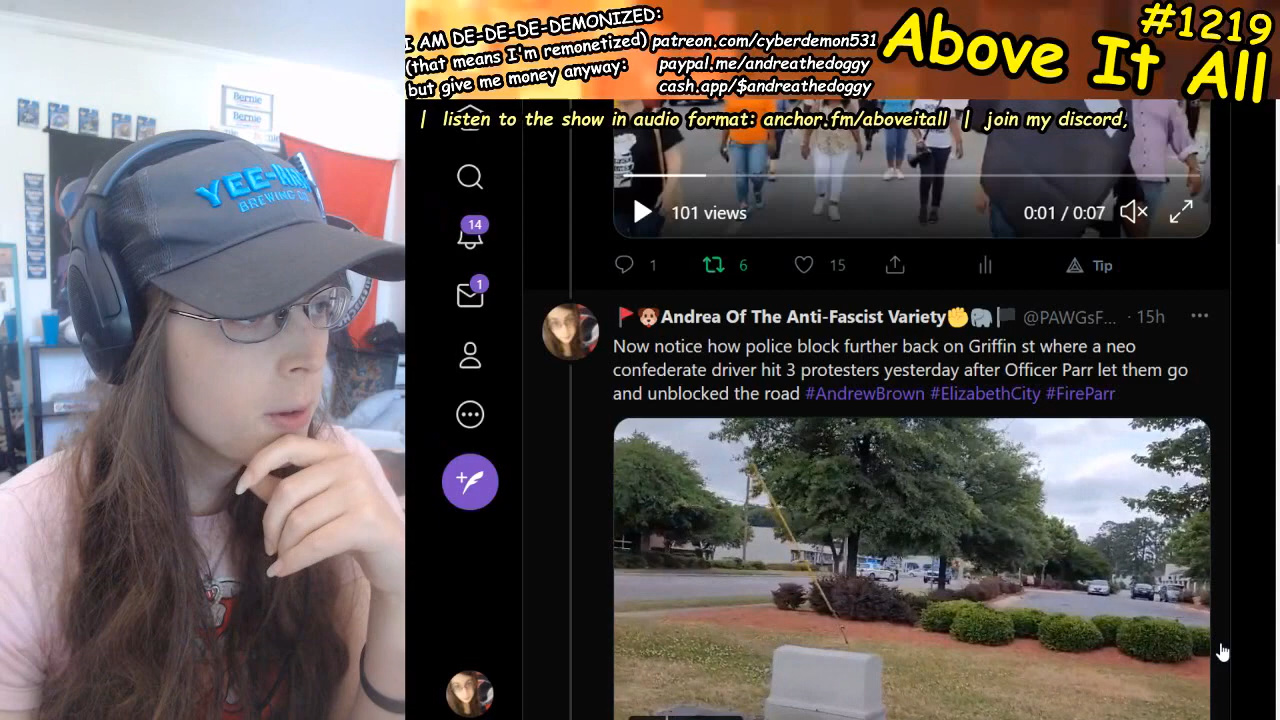 I AM DE-DE-DE-DEMONIZED:
(that means I'm remonetized)
but give me money anyway:
patreon.com/cyberdemon531
paypal.me/andreathedoggy
cash.app/$andreathedoggy
Above It All
#1219
| listen to the show in audio format: anchor.fm/aboveitall | join my discord,
Bernie
Bernie
YEE-HAW
BREWING CO
14
1
101 views
0:01 / 0:07
1
6
15
Tip
Andrea Of The Anti-Fascist Variety @PAWGsF... · 15h
Now notice how police block further back on Griffin st where a neo
confederate driver hit 3 protesters yesterday after Officer Parr let them go
and unblocked the road #AndrewBrown #ElizabethCity #FireParr